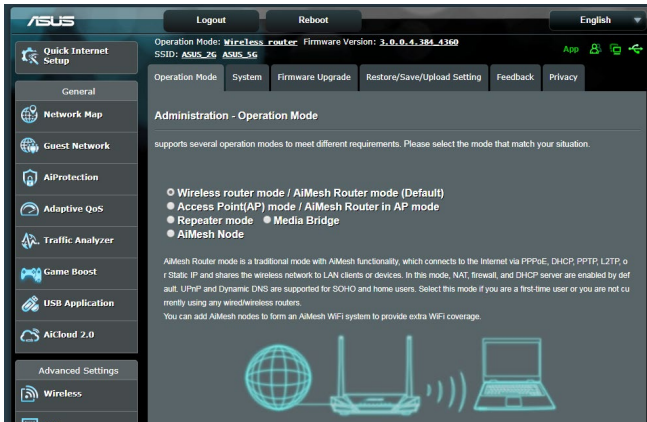 ASUS
Logout
Reboot
English
Quick Internet
Setup
Operation Mode: Wireless router Firmware Version: 3.0.0.4.384_4360
SSID: ASUS_2G ASUS_5G
App
Operation Mode
System
Firmware Upgrade
Restore/Save/Upload Setting
Feedback
Privacy
General
Network Map
Guest Network
AiProtection
Adaptive QoS
Traffic Analyzer
Game Boost
USB Application
AiCloud 2.0
Advanced Settings
Wireless
Administration - Operation Mode
supports several operation modes to meet different requirements. Please select the mode that match your situation.
Wireless router mode / AiMesh Router mode (Default)
Access Point(AP) mode / AiMesh Router in AP mode
Repeater mode Media Bridge
AiMesh Node
AiMesh Router mode is a traditional mode with AiMesh functionality, which connects to the Internet via PPPoE, DHCP, PPTP, L2TP, o
r Static IP and shares the wireless network to LAN clients or devices. In this mode, NAT, firewall, and DHCP server are enabled by def
ault. UPnP and Dynamic DNS are supported for SOHO and home users. Select this mode if you are a first-time user or you are not cu
rrently using any wired/wireless routers.
You can add AiMesh nodes to form an AiMesh WiFi system to provide extra WiFi coverage.